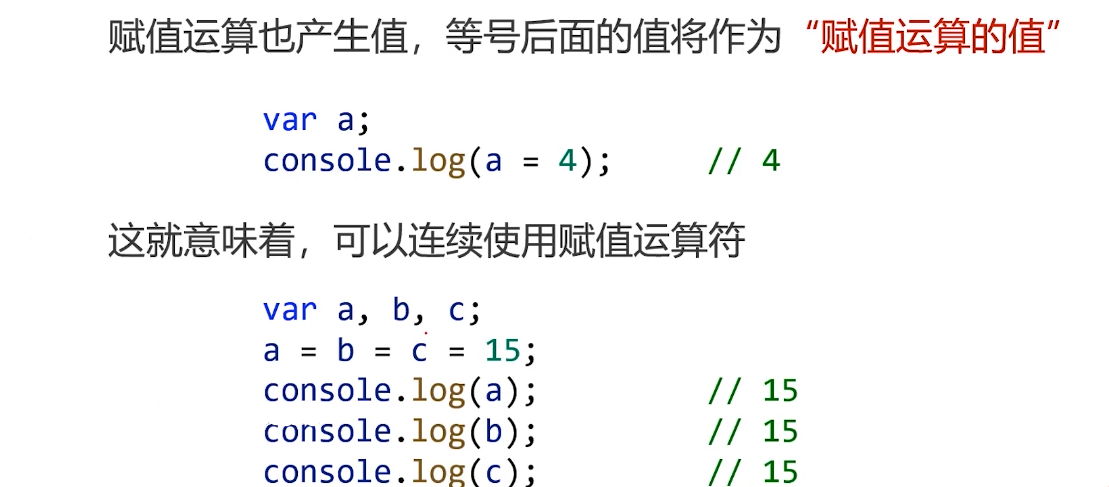 赋值运算也产生值，等号后面的值将作为“赋值运算的值”
var a;
console.log(a = 4);     // 4
这就意味着，可以连续使用赋值运算符
var a, b, c;
a = b = c = 15;
console.log(a);         // 15
console.log(b);         // 15
console.log(c);         // 15